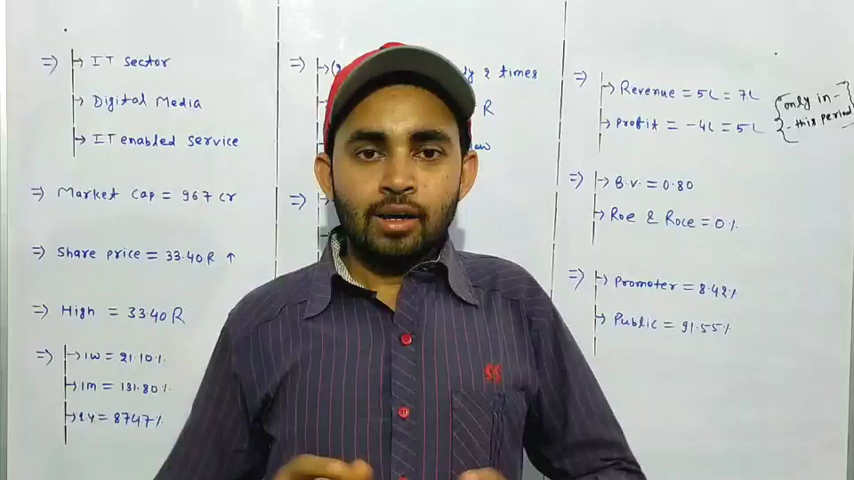 => IT sector
Digital Media
IT enabled service
=> Market cap = 967 cr
=> Share price = 33.40 R ↑
=> High = 33.40 R
=> 1W = 21.10%
1m = 131.80%
1Y = 8747%
=> 2 times
R
=>
=> Revenue = 5L = 7L
Profit = -4L = 5L
{only in-
-this period
=> B.V. = 0.80
Roe & Roce = 0%
=> Promoter = 8.42%
Public = 91.55%
SS